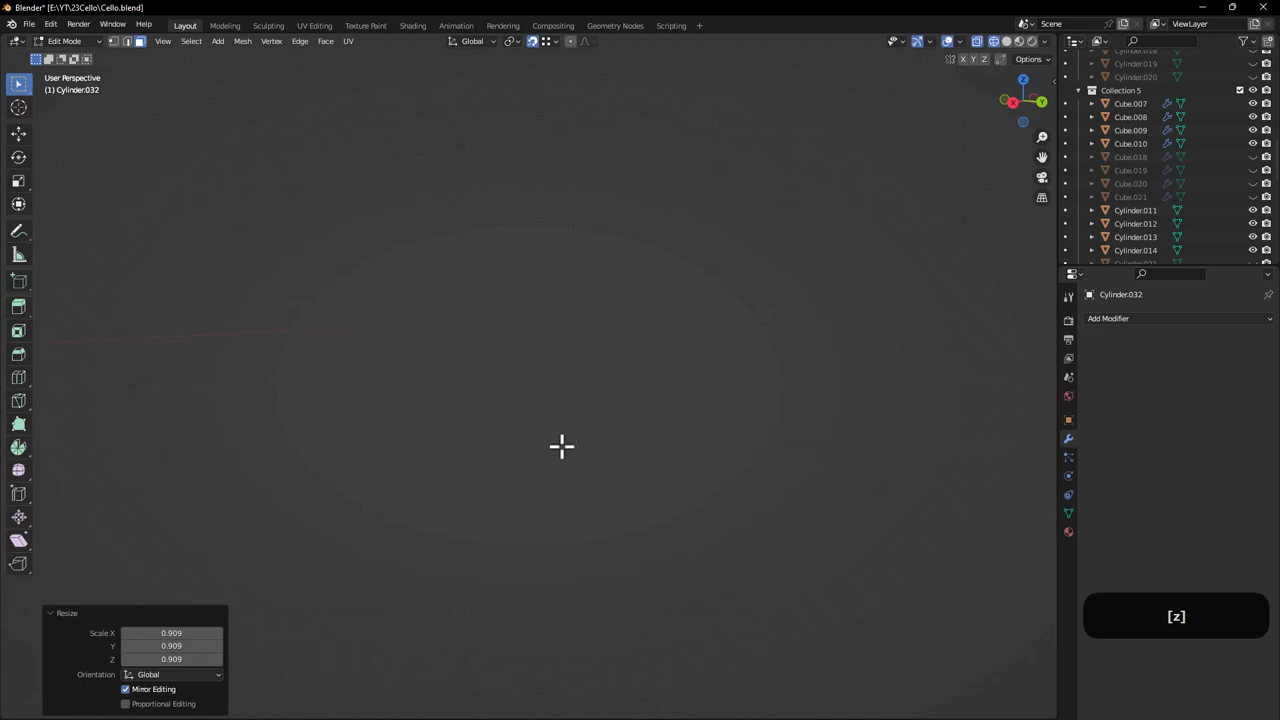 Blender* [E:\YT\23Cello\Cello.blend]
File Edit Render Window Help Layout Modeling Sculpting UV Editing Texture Paint Shading Animation Rendering Compositing Geometry Nodes Scripting + Scene ViewLayer
Edit Mode View Select Add Mesh Vertex Edge Face UV Global
X Y Z Options
User Perspective
(1) Cylinder.032
Z
X Y
Cylinder.018
Cylinder.019
Cylinder.020
Collection 5
Cube.007
Cube.008
Cube.009
Cube.010
Cube.018
Cube.019
Cube.020
Cube.021
Cylinder.011
Cylinder.012
Cylinder.013
Cylinder.014
Cylinder.032
Add Modifier
[z]
Resize
Scale X 0.909
Y 0.909
Z 0.909
Orientation Global
Mirror Editing
Proportional Editing